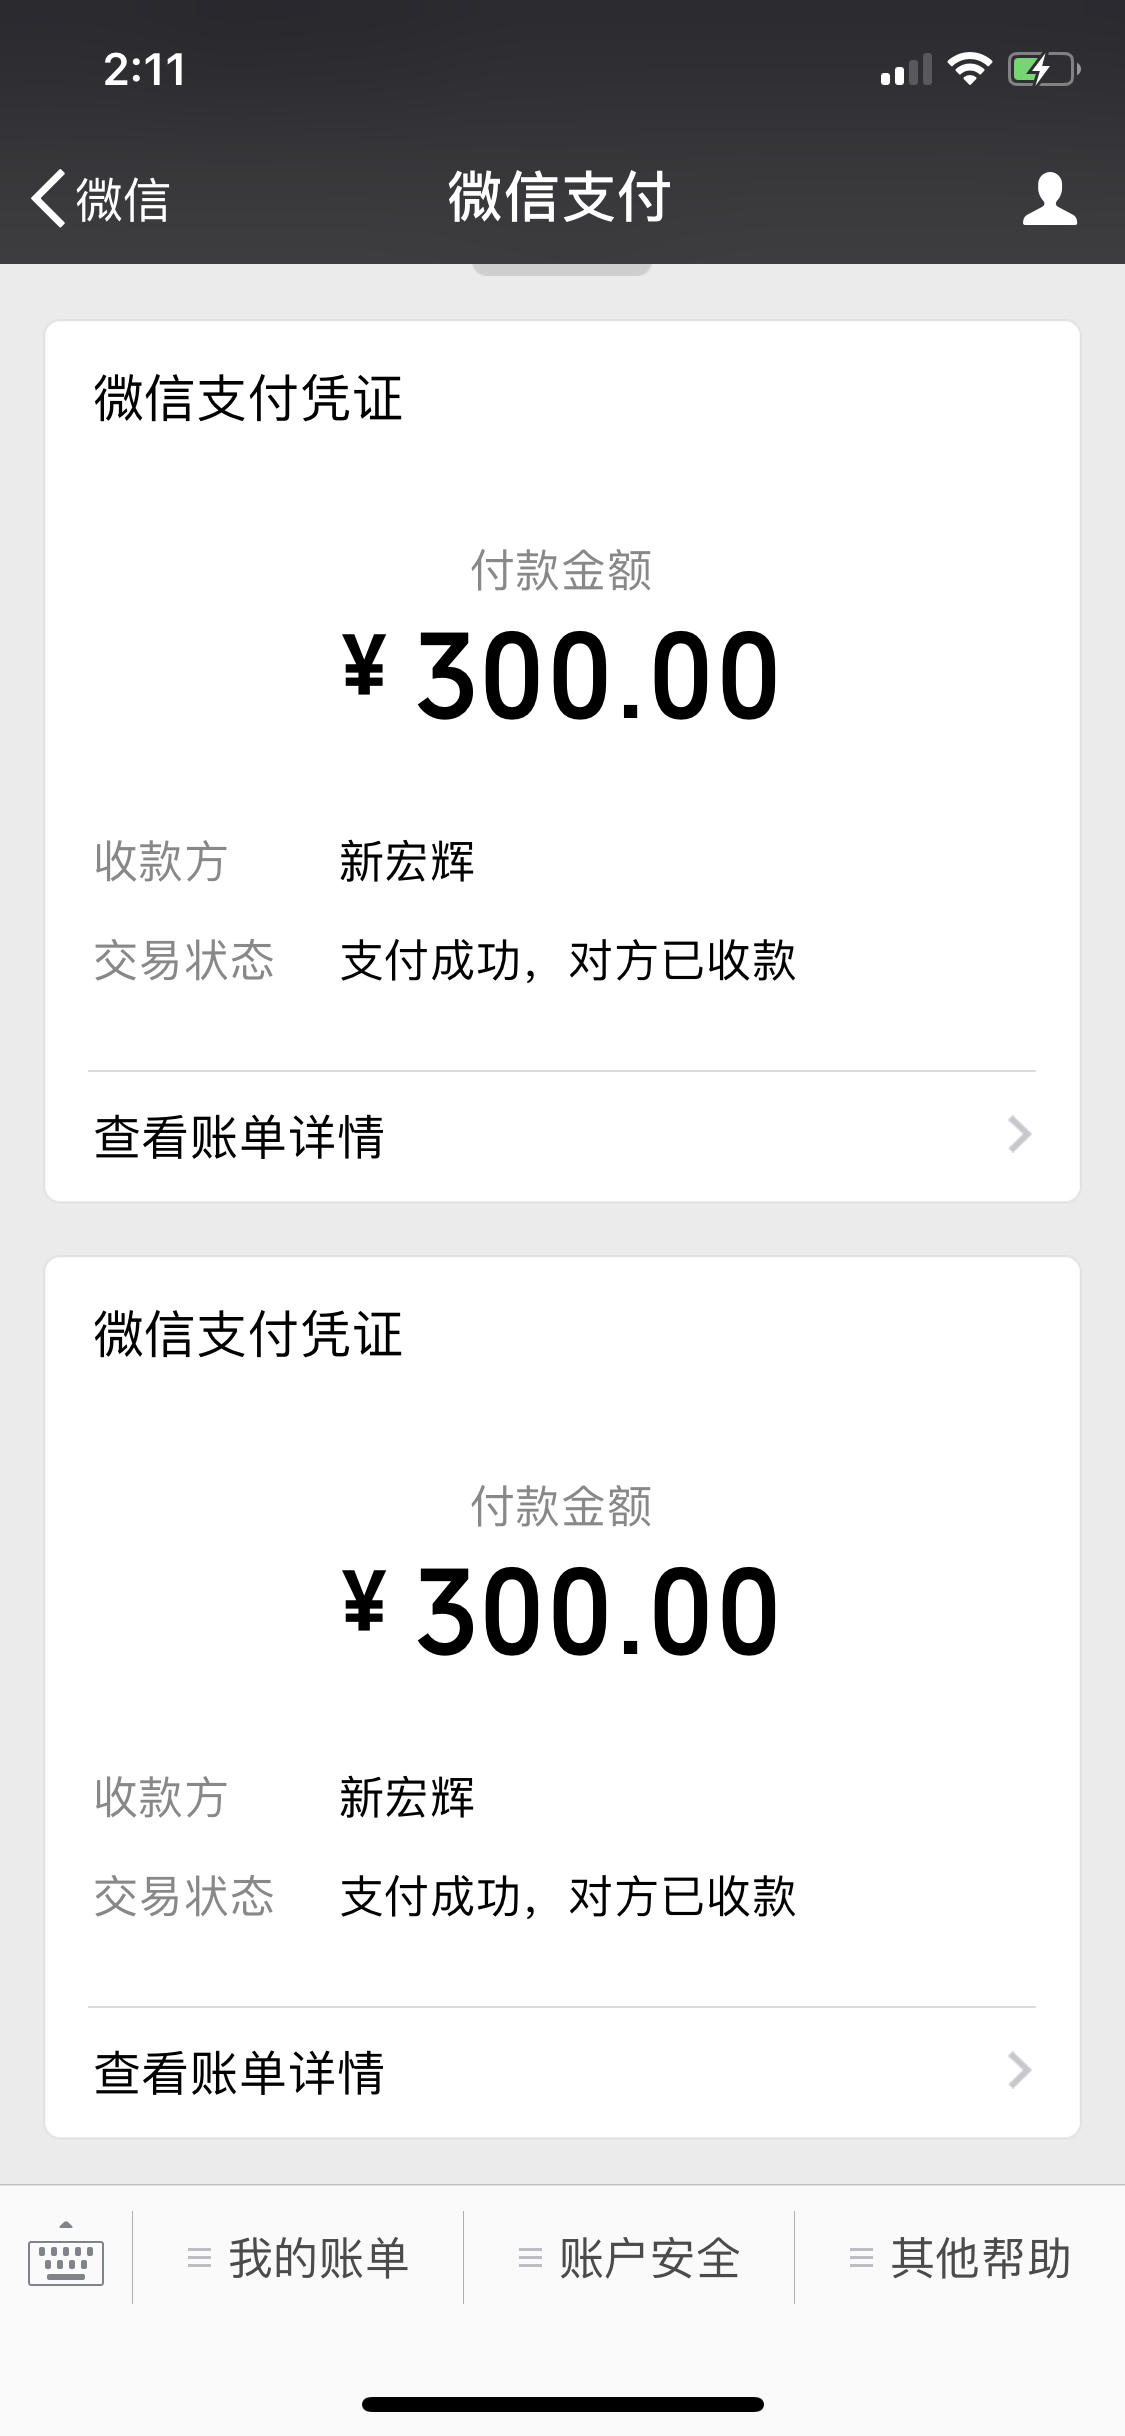 2:11
微信
微信支付
微信支付凭证
付款金额
¥ 300.00
收款方 新宏辉
交易状态 支付成功，对方已收款
查看账单详情
微信支付凭证
付款金额
¥ 300.00
收款方 新宏辉
交易状态 支付成功，对方已收款
查看账单详情
我的账单 账户安全 其他帮助